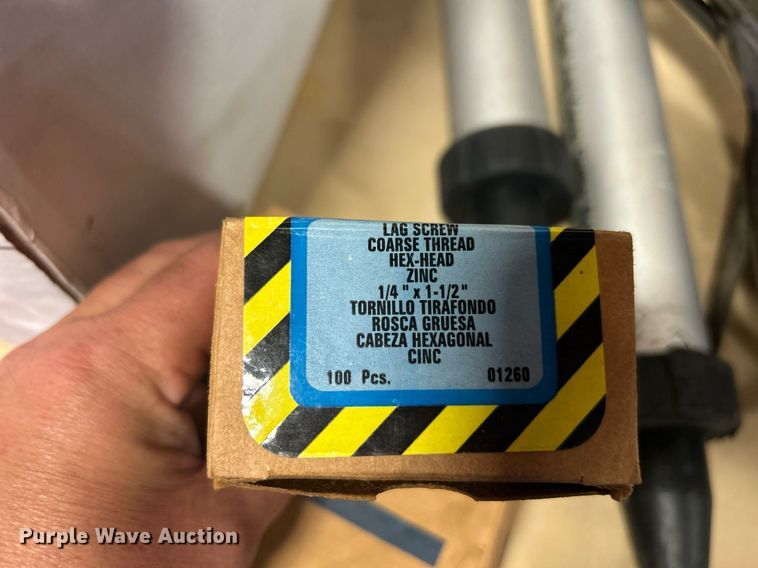 LAG SCREW
COARSE THREAD
HEX-HEAD
ZINC
1/4 " x 1-1/2"
TORNILLO TIRAFONDO
ROSCA GRUESA
CABEZA HEXAGONAL
CINC
100 Pcs. 01260
Purple Wave Auction